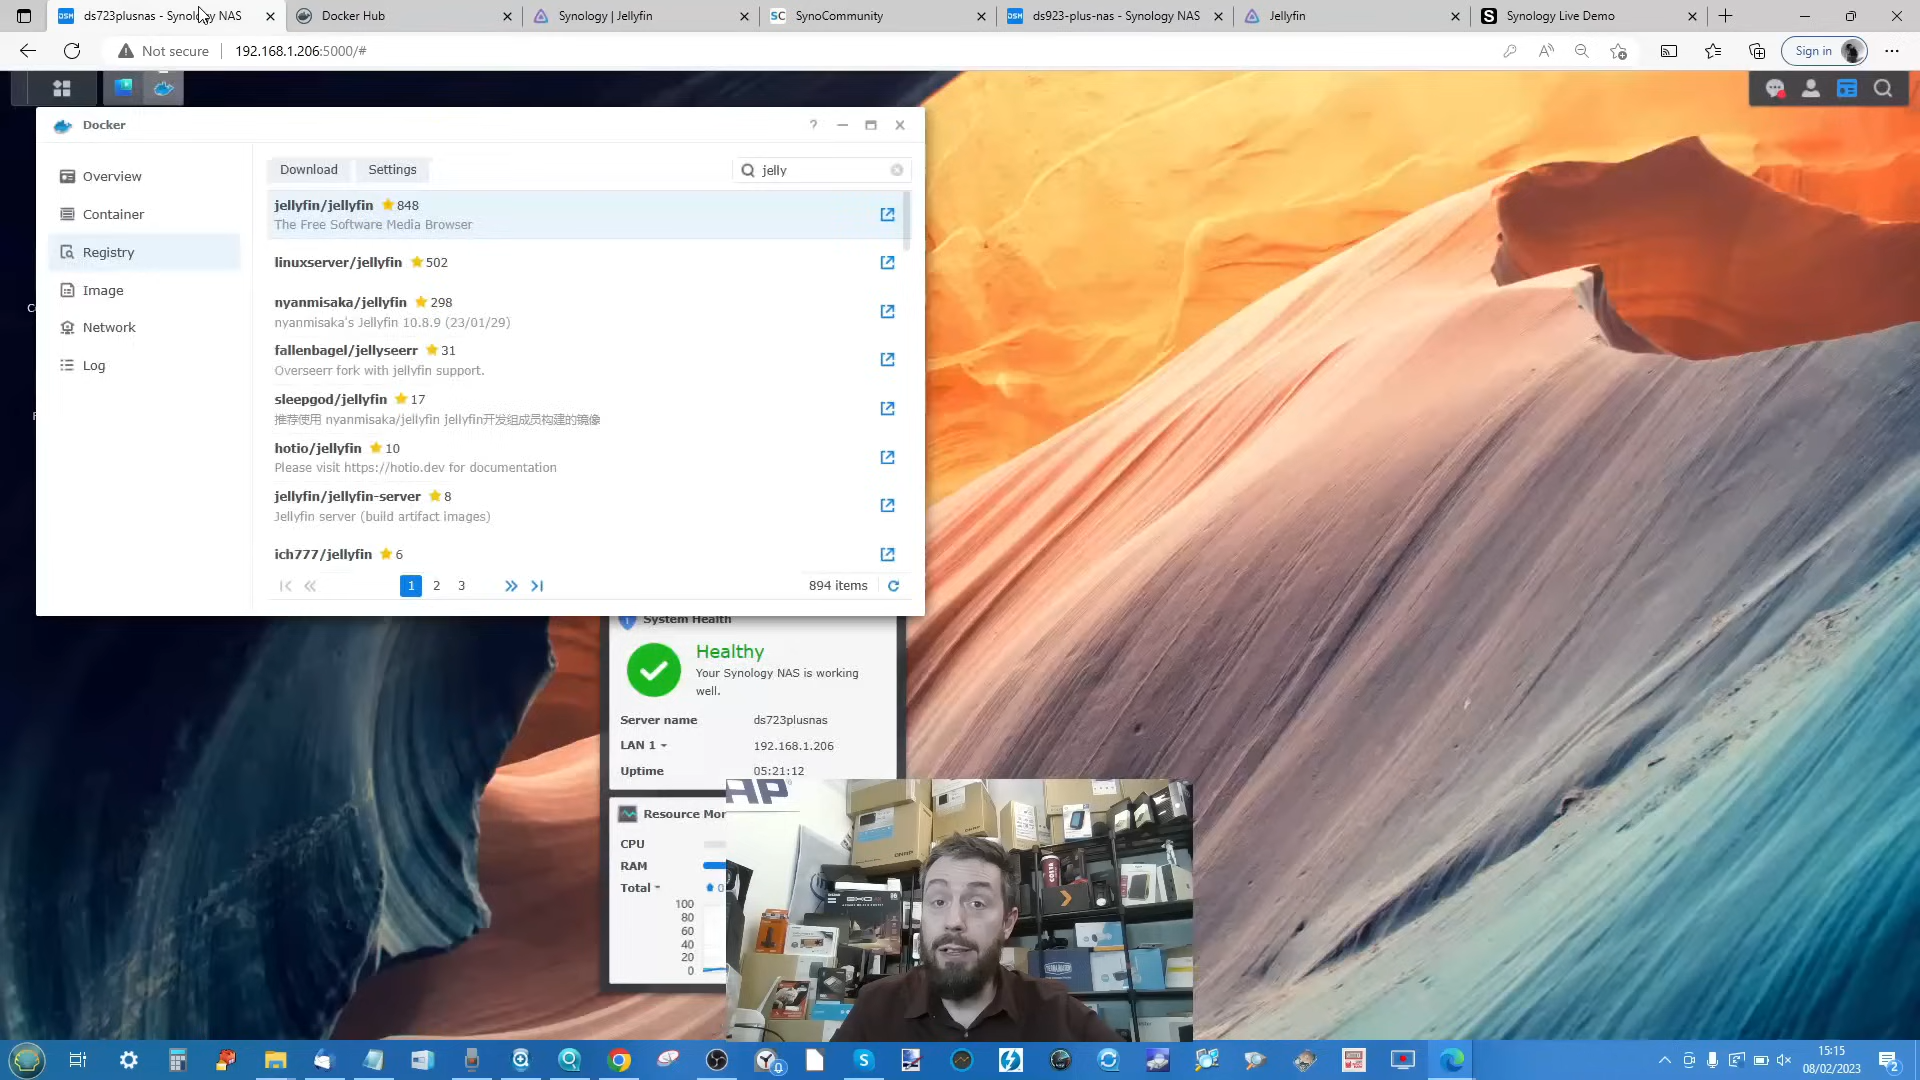 ds723plusnas - Synology NAS
Docker Hub
Synology | Jellyfin
SC
SynoCommunity
DSM
ds923-plus-nas - Synology NAS
Jellyfin
S
Synology Live Demo
Not secure
192.168.1.206:5000/#
Sign in
Docker
?
Overview
Container
Registry
Image
Network
Log
Download
Settings
jelly
jellyfin/jellyfin
848
The Free Software Media Browser
linuxserver/jellyfin
502
nyanmisaka/jellyfin
298
nyanmisaka's Jellyfin 10.8.9 (23/01/29)
fallenbagel/jellyseerr
31
Overseerr fork with jellyfin support.
sleepgod/jellyfin
17
推荐使用 nyanmisaka/jellyfin jellyfin开发组成员构建的镜像
hotio/jellyfin
10
Please visit https://hotio.dev for documentation
jellyfin/jellyfin-server
8
Jellyfin server (build artifact images)
ich777/jellyfin
6
1 2 3
894 items
System Health
Healthy
Your Synology NAS is working
well.
Server name
ds723plusnas
LAN 1
192.168.1.206
Uptime
05:21:12
Resource Mor
CPU
RAM
Total
0
100
80
60
40
20
0
15:15
08/02/2023
2